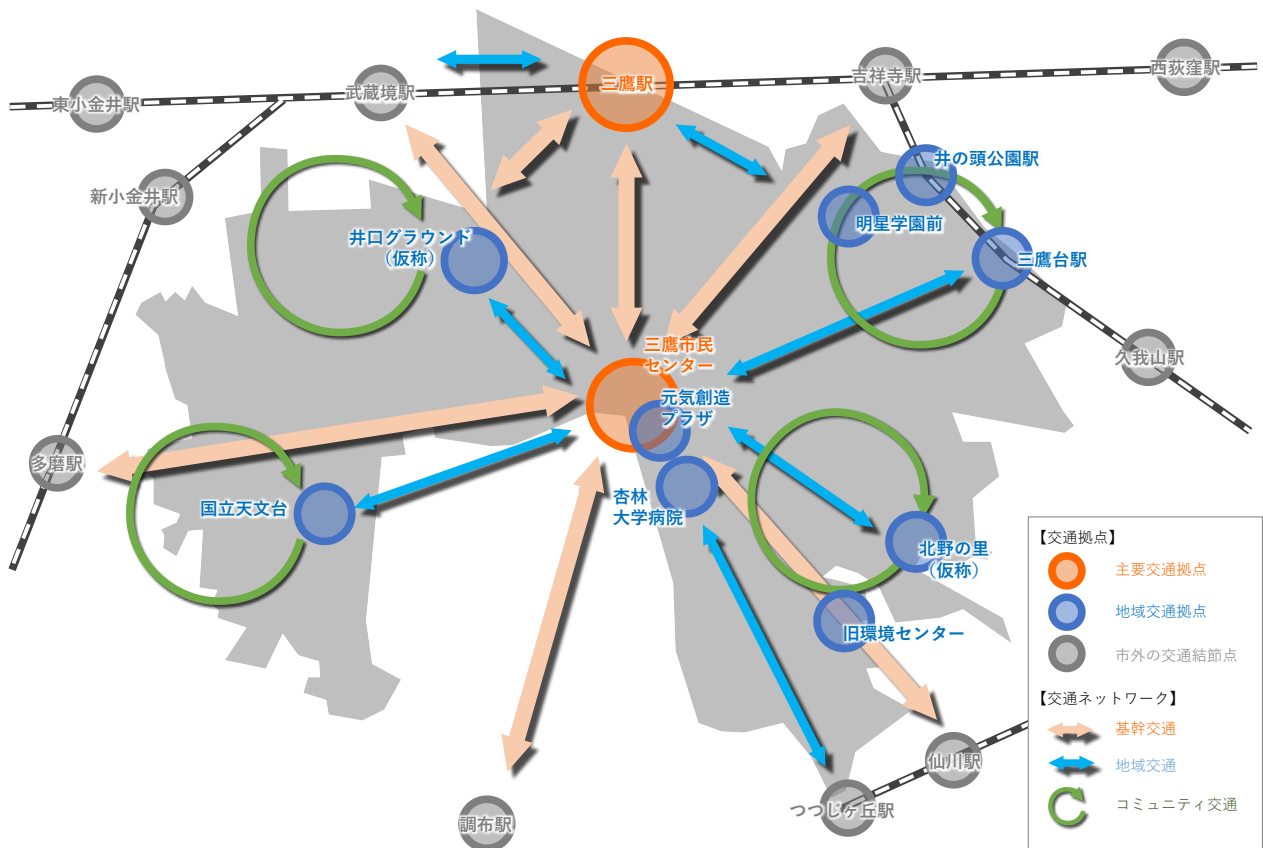 三鷹駅
吉祥寺駅
西荻窪駅
武蔵境駅
東小金井駅
井の頭公園駅
新小金井駅
明星学園前
井口グラウンド
（仮称）
三鷹台駅
三鷹市民
センター
久我山駅
元気創造
プラザ
多磨駅
国立天文台
杏林
大学病院
北野の里
（仮称）
旧環境センター
仙川駅
つつじヶ丘駅
調布駅
【交通拠点】
主要交通拠点
地域交通拠点
市外の交通結節点
【交通ネットワーク】
基幹交通
地域交通
コミュニティ交通